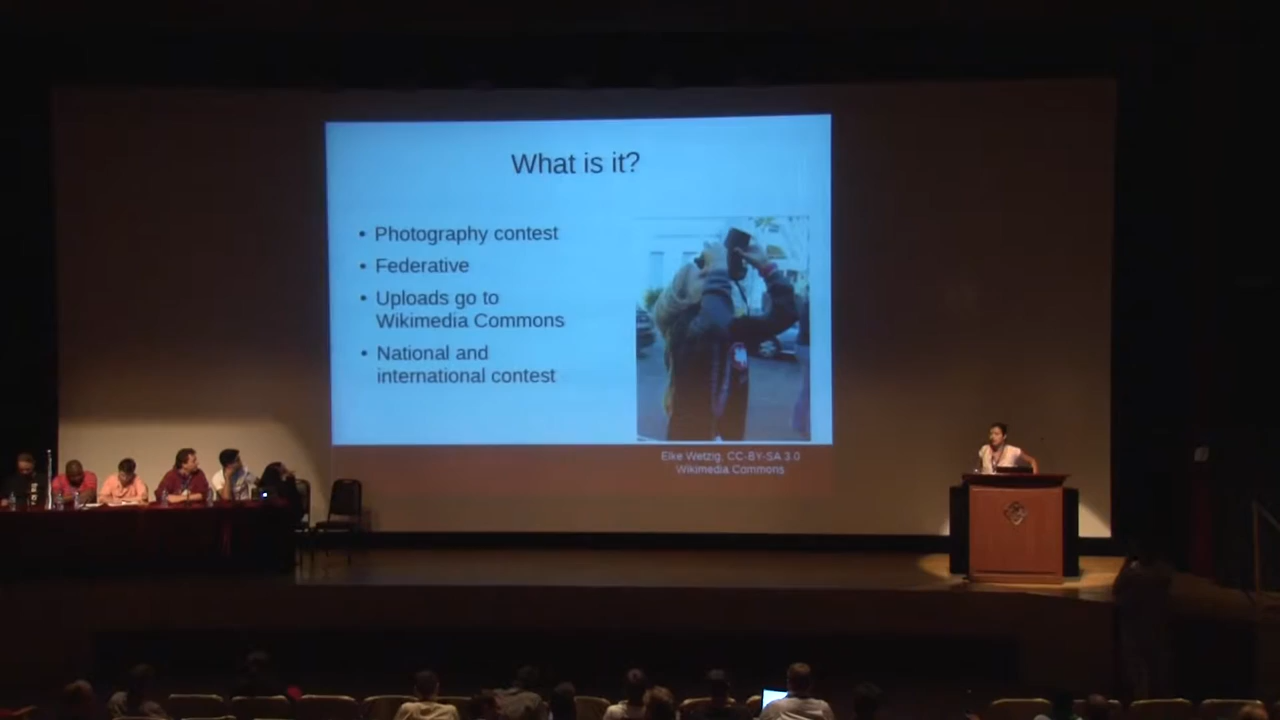 What is it?
• Photography contest
• Federative
• Uploads go to
Wikimedia Commons
• National and
international contest
Elke Wetzig, CC-BY-SA 3.0
Wikimedia Commons